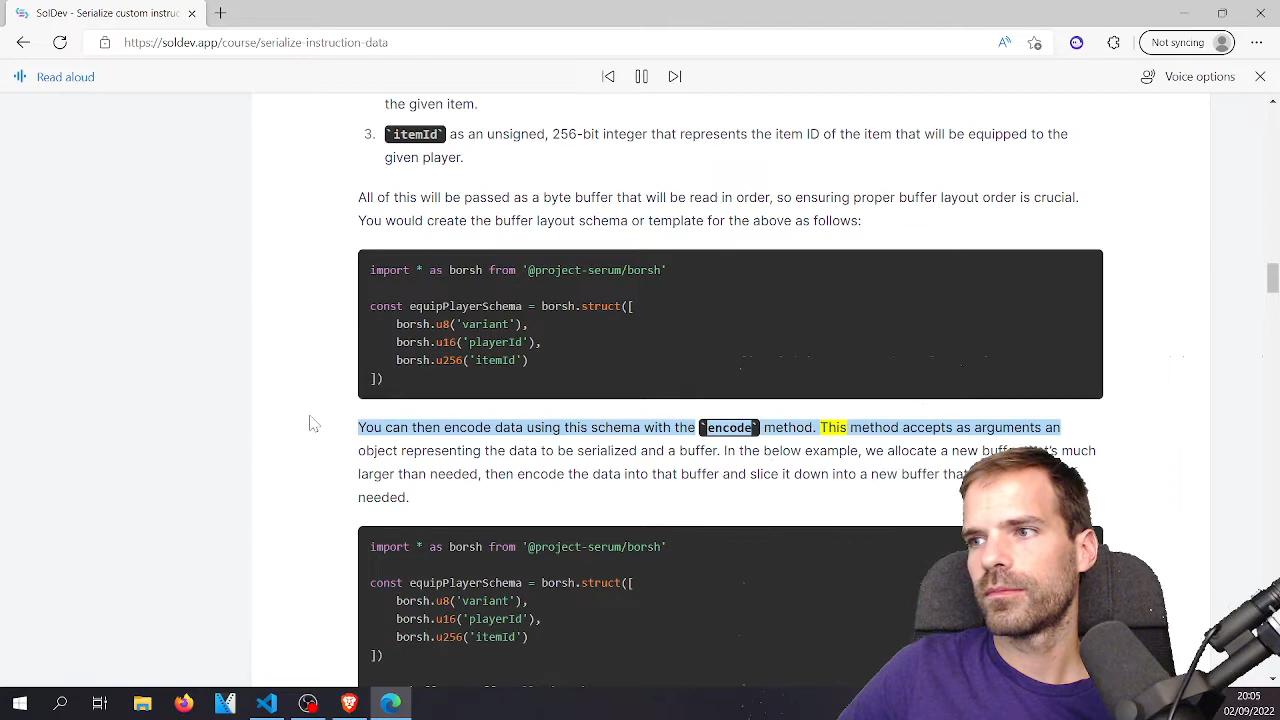 SolDev - Serialize custom instruc
https://soldev.app/course/serialize-instruction-data
Not syncing
Read aloud
Voice options
the given item.
3. `itemId` as an unsigned, 256-bit integer that represents the item ID of the item that will be equipped to the
given player.
All of this will be passed as a byte buffer that will be read in order, so ensuring proper buffer layout order is crucial.
You would create the buffer layout schema or template for the above as follows:
import * as borsh from '@project-serum/borsh'
const equipPlayerSchema = borsh.struct([
borsh.u8('variant'),
borsh.u16('playerId'),
borsh.u256('itemId')
])
You can then encode data using this schema with the `encode` method. This method accepts as arguments an
object representing the data to be serialized and a buffer. In the below example, we allocate a new much
larger than needed, then encode the data into that buffer and slice it down into a new buffer
needed.
import * as borsh from '@project-serum/borsh'
const equipPlayerSchema = borsh.struct([
borsh.u8('variant'),
borsh.u16('playerId'),
borsh.u256('itemId')
])
20:05
02/09/2022